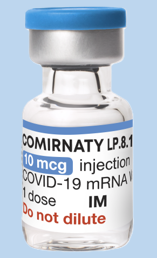 COMIRNATY LP.8.1
10 mcg injection
COVID-19 mRNA
1 dose IM
Do not dilute